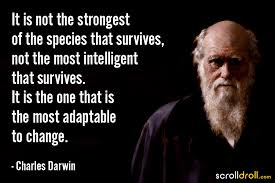 It is not the strongest
of the species that survives,
not the most intelligent
that survives.
It is the one that is
the most adaptable
to change.
- Charles Darwin
scrolldroll.com